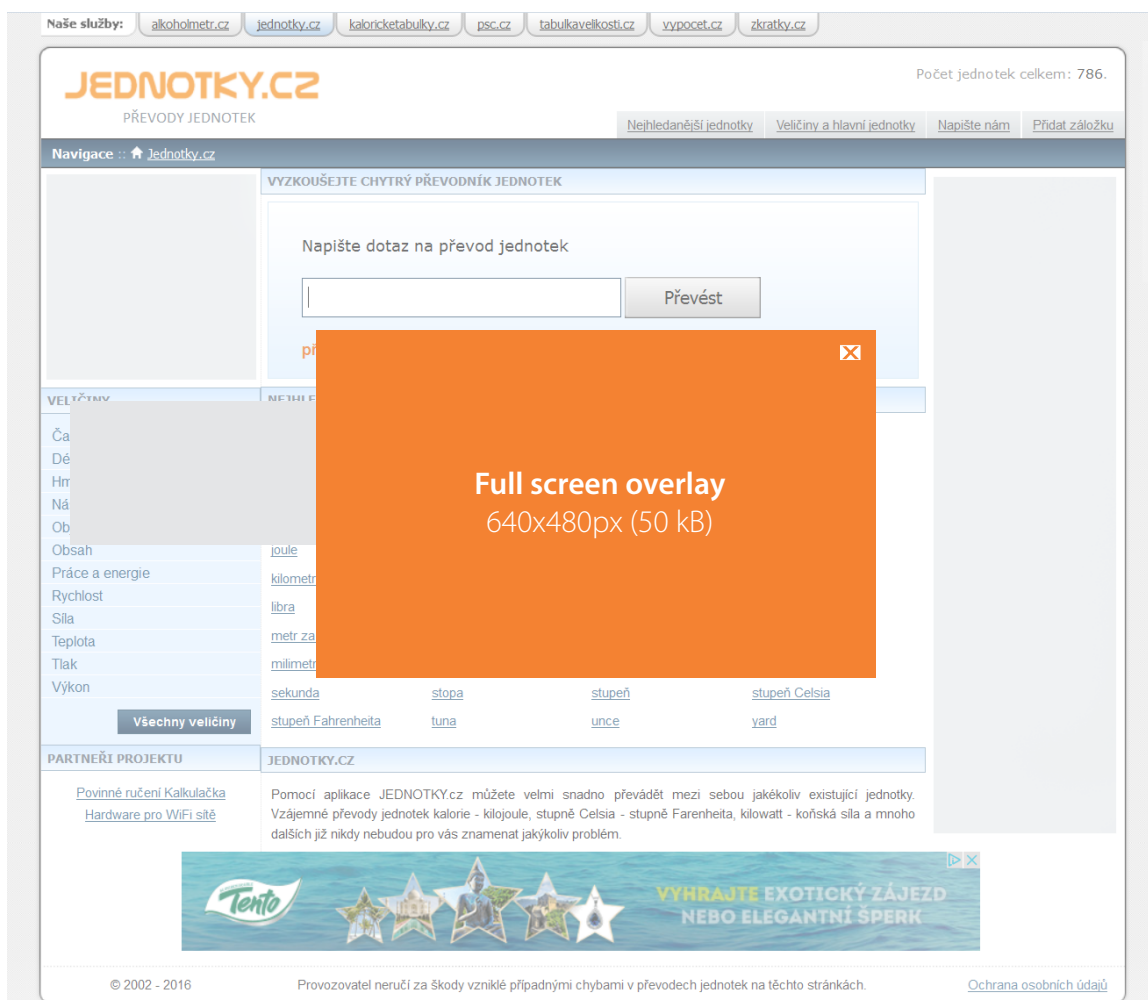 Naše služby: alkoholmetr.cz jednotky.cz kaloricketabulky.cz psc.cz tabulkavelikosti.cz vypocet.cz zkratky.cz
JEDNOTKY.CZ
PŘEVODY JEDNOTEK
Počet jednotek celkem: 786.
Nejhledanější jednotky Veličiny a hlavní jednotky Napište nám Přidat záložku
Navigace :: Jednotky.cz
VYZKOUŠEJTE CHYTRÝ PŘEVODNÍK JEDNOTEK
Napište dotaz na převod jednotek
Převést
Full screen overlay
640x480px (50 kB)
VELIČINY
Obsah
Práce a energie
Rychlost
Síla
Teplota
Tlak
Výkon
Všechny veličiny
joule
libra
sekunda stopa stupeň stupeň Celsia
stupeň Fahrenheita tuna unce yard
PARTNEŘI PROJEKTU
Povinné ručení Kalkulačka
Hardware pro WiFi sítě
JEDNOTKY.CZ
Pomocí aplikace JEDNOTKY.cz můžete velmi snadno převádět mezi sebou jakékoliv existující jednotky.
Vzájemné převody jednotek kalorie - kilojoule, stupně Celsia - stupně Farenheita, kilowatt - koňská síla a mnoho
dalších již nikdy nebudou pro vás znamenat jakýkoliv problém.
Tento
VYHRAJTE EXOTICKÝ ZÁJEZD
NEBO ELEGANTNÍ ŠPERK
© 2002 - 2016 Provozovatel neručí za škody vzniklé případnými chybami v převodech jednotek na těchto stránkách. Ochrana osobních údajů